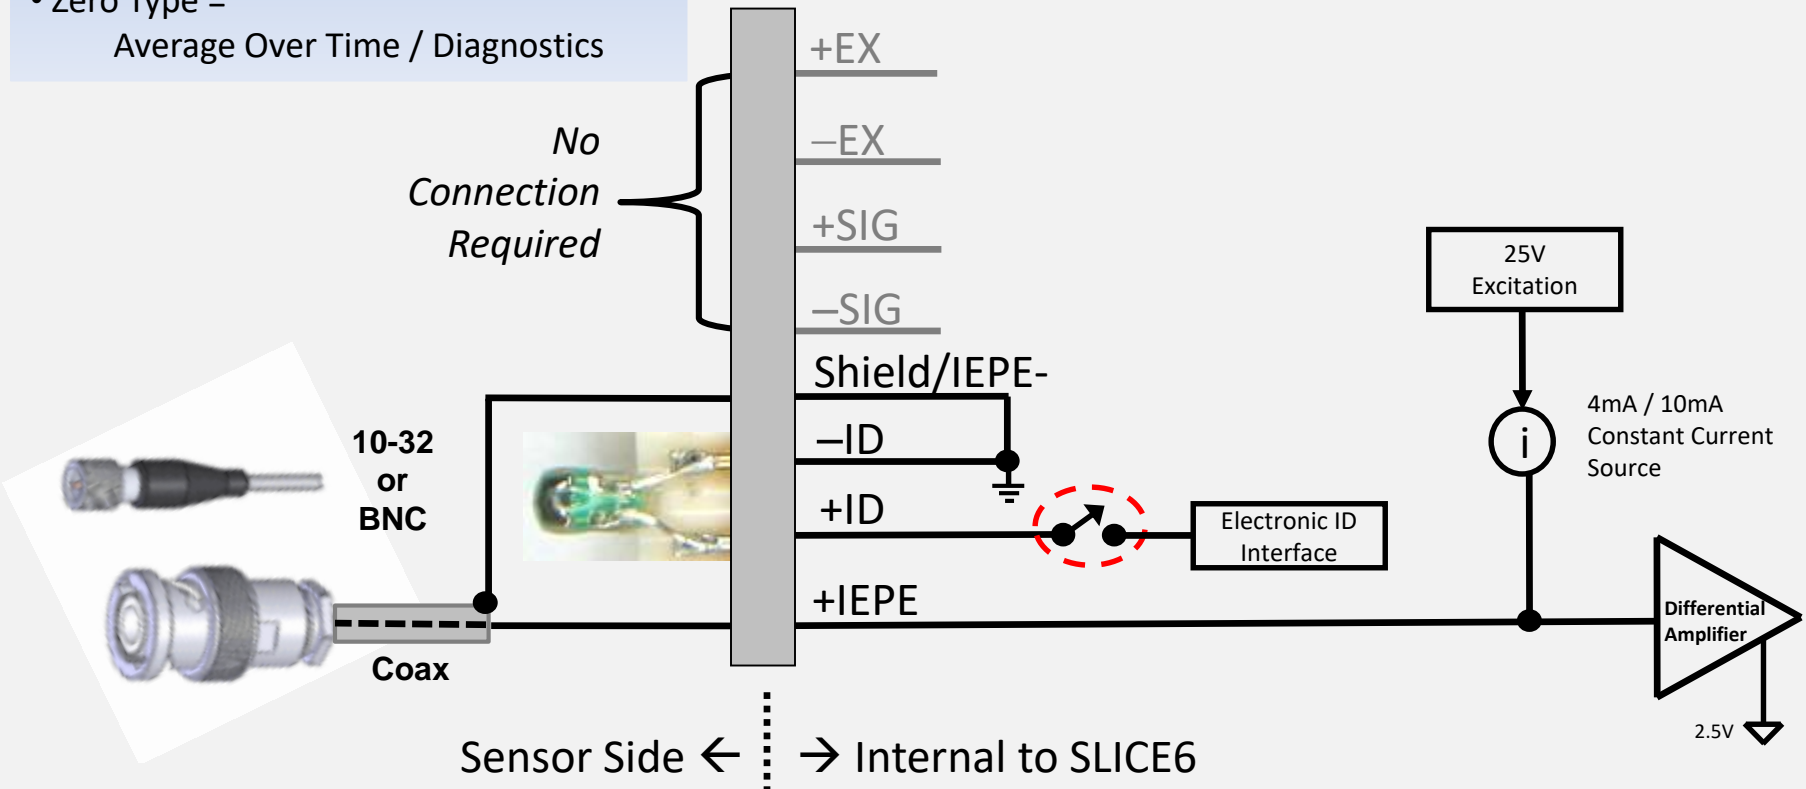 • Zero Type =
Average Over Time / Diagnostics
+EX
–EX
+SIG
–SIG
No
Connection
Required
Shield/IEPE-
–ID
+ID
+IEPE
10-32
or
BNC
Coax
25V
Excitation
4mA / 10mA
Constant Current
Source
i
Electronic ID
Interface
Differential
Amplifier
2.5V
Sensor Side ← → Internal to SLICE6